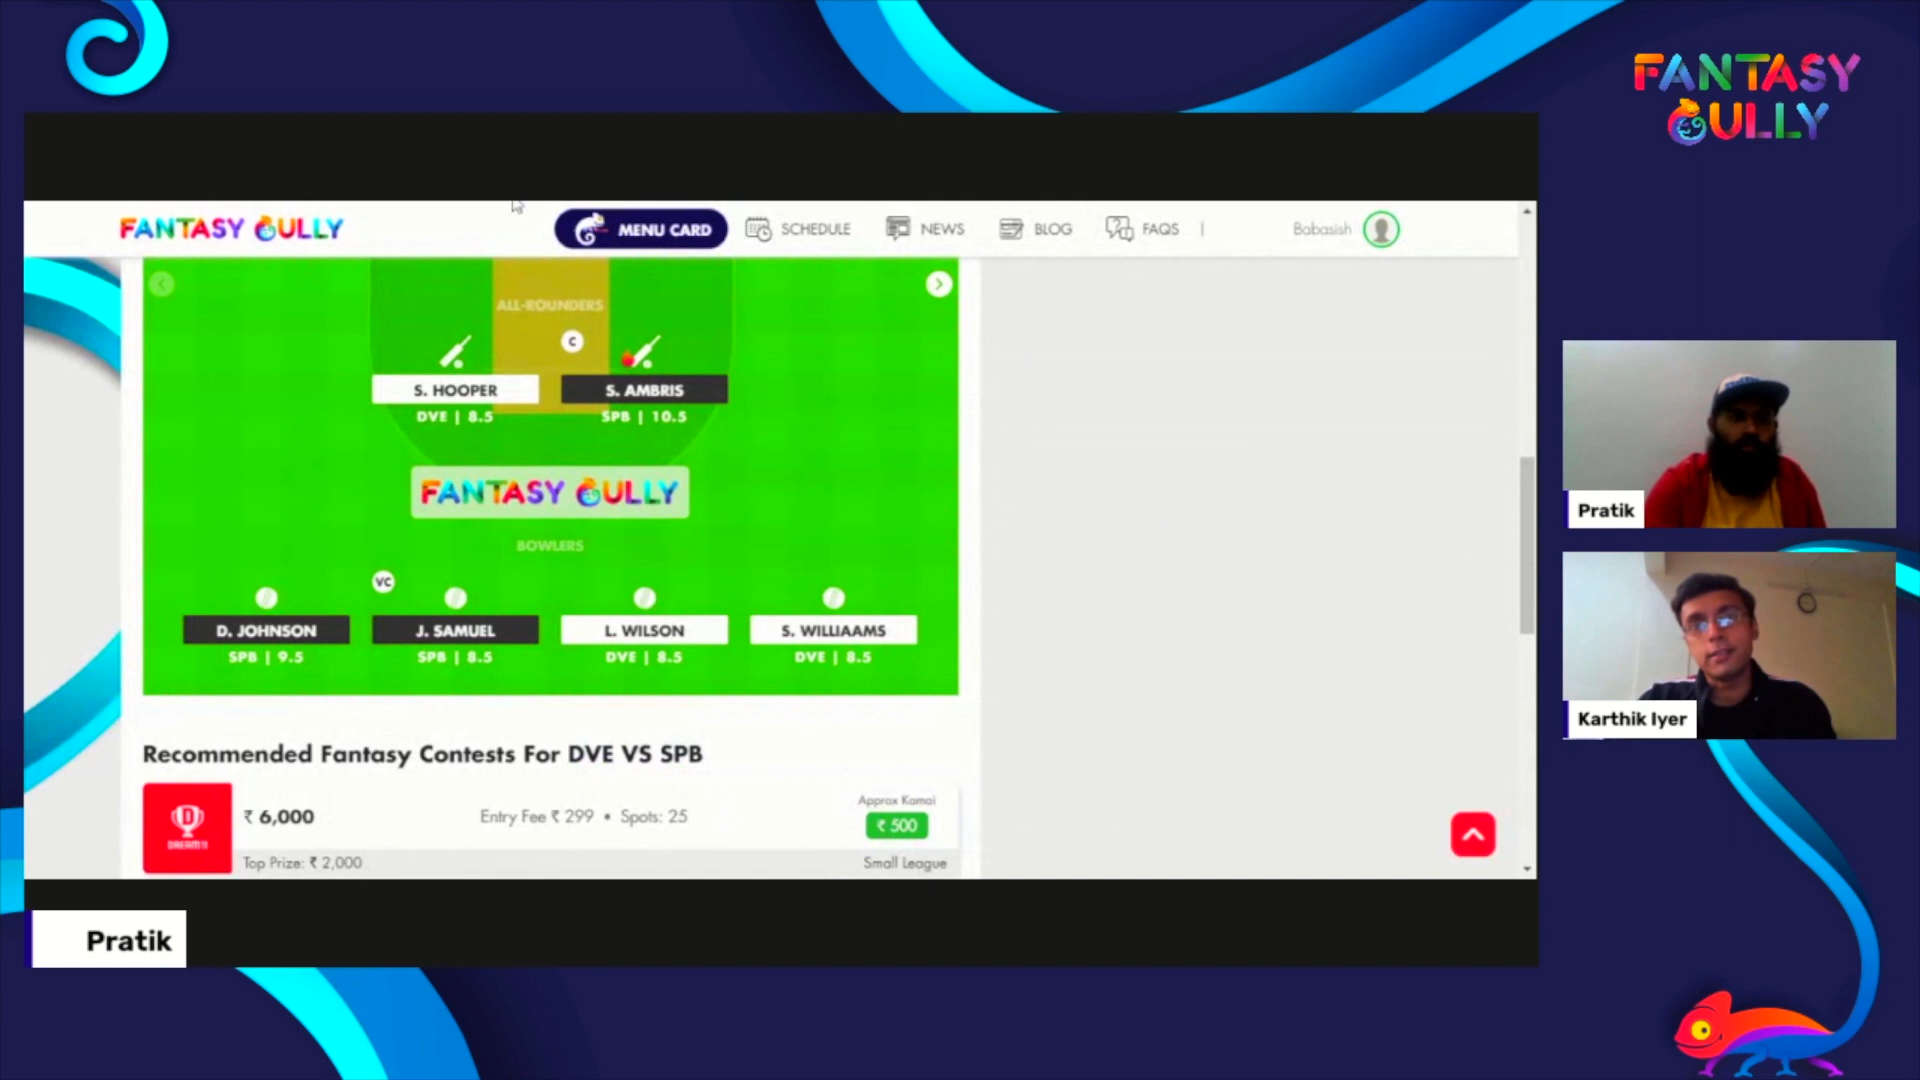 FANTASY GULLY
FANTASY GULLY
MENU CARD
SCHEDULE
NEWS
BLOG
FAQS
Babasish
ALL-ROUNDERS
C
S. HOOPER
DVE | 8.5
S. AMBRIS
SPB | 10.5
FANTASY GULLY
BOWLERS
VC
D. JOHNSON
SPB | 9.5
J. SAMUEL
SPB | 8.5
L. WILSON
DVE | 8.5
S. WILLIAAMS
DVE | 8.5
Recommended Fantasy Contests For DVE VS SPB
DREAM11
₹ 6,000
Entry Fee ₹ 299 • Spots: 25
Approx Kamai
₹ 500
Top Prize: ₹ 2,000
Small League
Pratik
Karthik Iyer
Pratik